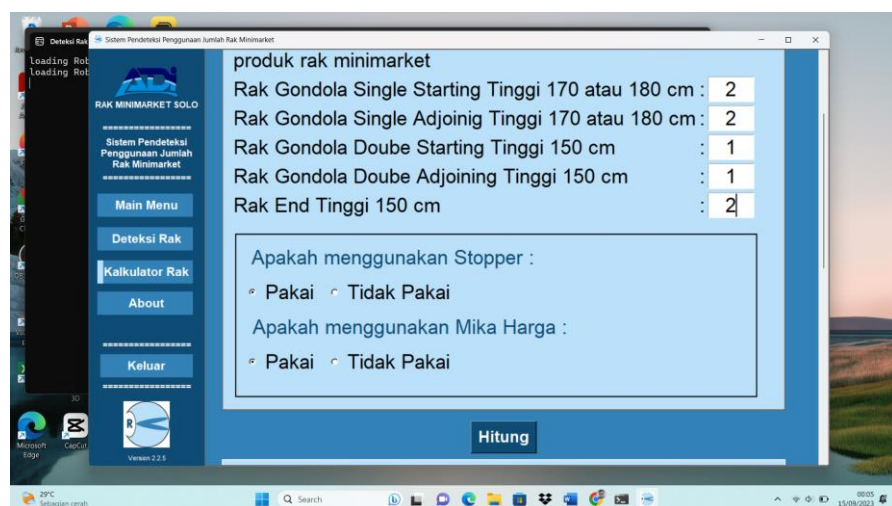 Deteksi Rak
Sistem Pendeteksi Penggunaan Jumlah Rak Minimarket
loading Rob
loading Rob
ADi
RAK MINIMARKET SOLO
=================
Sistem Pendeteksi
Penggunaan Jumlah
Rak Minimarket
=================
Main Menu
Deteksi Rak
Kalkulator Rak
About
=================
Keluar
=================
R
Version 2.2.5
produk rak minimarket
Rak Gondola Single Starting Tinggi 170 atau 180 cm : 2
Rak Gondola Single Adjoinig Tinggi 170 atau 180 cm : 2
Rak Gondola Doube Starting Tinggi 150 cm : 1
Rak Gondola Doube Adjoining Tinggi 150 cm : 1
Rak End Tinggi 150 cm : 2
Apakah menggunakan Stopper :
Pakai Tidak Pakai
Apakah menggunakan Mika Harga :
Pakai Tidak Pakai
Hitung
3D
Microsoft
Edge
CapCut
29°C
Sebagian cerah
Search
00:05
15/09/2023